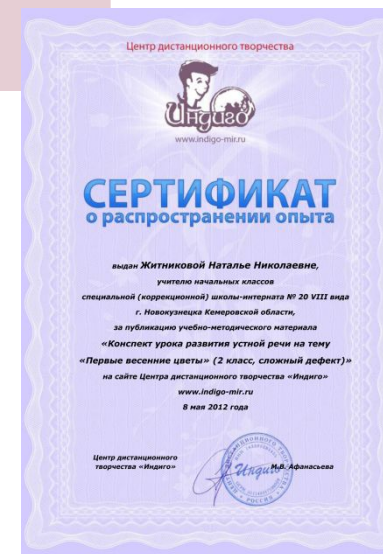 Центр дистанционного творчества
Индиго
www.indigo-mir.ru
СЕРТИФИКАТ
о распространении опыта
выдан Житниковой Наталье Николаевне,
учителю начальных классов
специальной (коррекционной) школы-интерната № 20 VIII вида
г. Новокузнецка Кемеровской области,
за публикацию учебно-методического материала
«Конспект урока развития устной речи на тему
«Первые весенние цветы» (2 класс, сложный дефект)»
на сайте Центра дистанционного творчества «Индиго»
www.indigo-mir.ru
8 мая 2012 года
Центр дистанционного
творчества «Индиго»
М.В. Афанасьева
Индиго
РОССИЯ